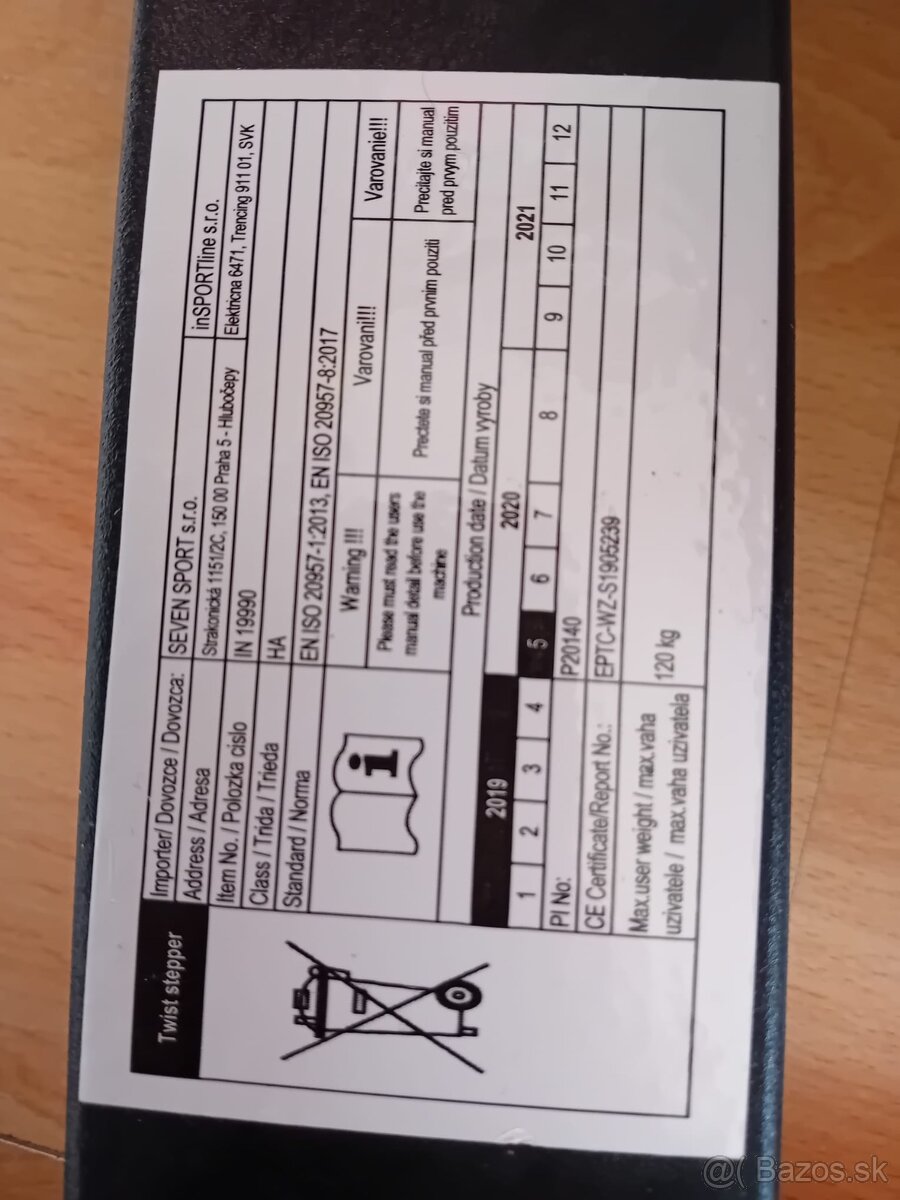 Twist stepper
Importer/ Dovozce / Dovozca: SEVEN SPORT s.r.o. inSPORTline s.r.o.
Address / Adresa Strakonická 1151/2C, 150 00 Praha 5 - Hlubočepy Elektricna 6471, Trencing 911 01, SVK
Item No. / Polozka cislo IN 19990
Class / Trida / Trieda HA
Standard / Norma EN ISO 20957-1:2013, EN ISO 20957-8:2017
Warning !!! Varovani!!! Varovanie!!!
Please must read the users Prectete si manual před prvnim pouziti Precitajte si manual
manual detail before use the pred prvym pouzitim
machine
Production date / Datum vyroby
2019 2020 2021
1 2 3 4 5 6 7 8 9 10 11 12
PI No: P20140
CE Certificate/Report No.: EPTC-WZ-S1905239
Max.user weight / max.vaha 120 kg
uzivatele / max.vaha uzivatela
@( Bazos.sk